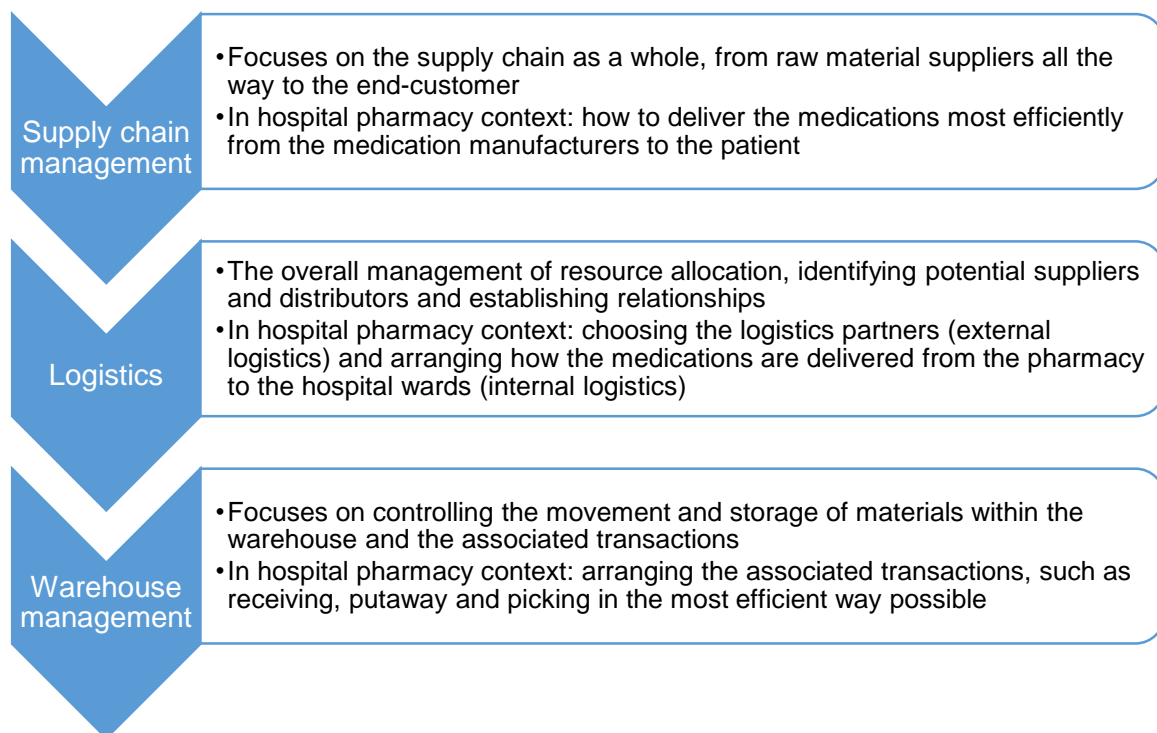 Supply chain
management
•Focuses on the supply chain as a whole, from raw material suppliers all the
way to the end-customer
•In hospital pharmacy context: how to deliver the medications most efficiently
from the medication manufacturers to the patient
Logistics
•The overall management of resource allocation, identifying potential suppliers
and distributors and establishing relationships
•In hospital pharmacy context: choosing the logistics partners (external
logistics) and arranging how the medications are delivered from the pharmacy
to the hospital wards (internal logistics)
Warehouse
management
•Focuses on controlling the movement and storage of materials within the
warehouse and the associated transactions
•In hospital pharmacy context: arranging the associated transactions, such as
receiving, putaway and picking in the most efficient way possible